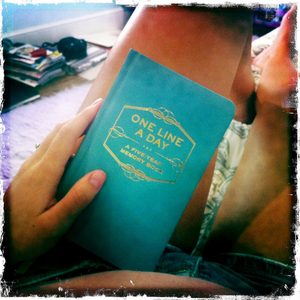 ONE LINE
A DAY
A FIVE-YEAR
MEMORY BOOK